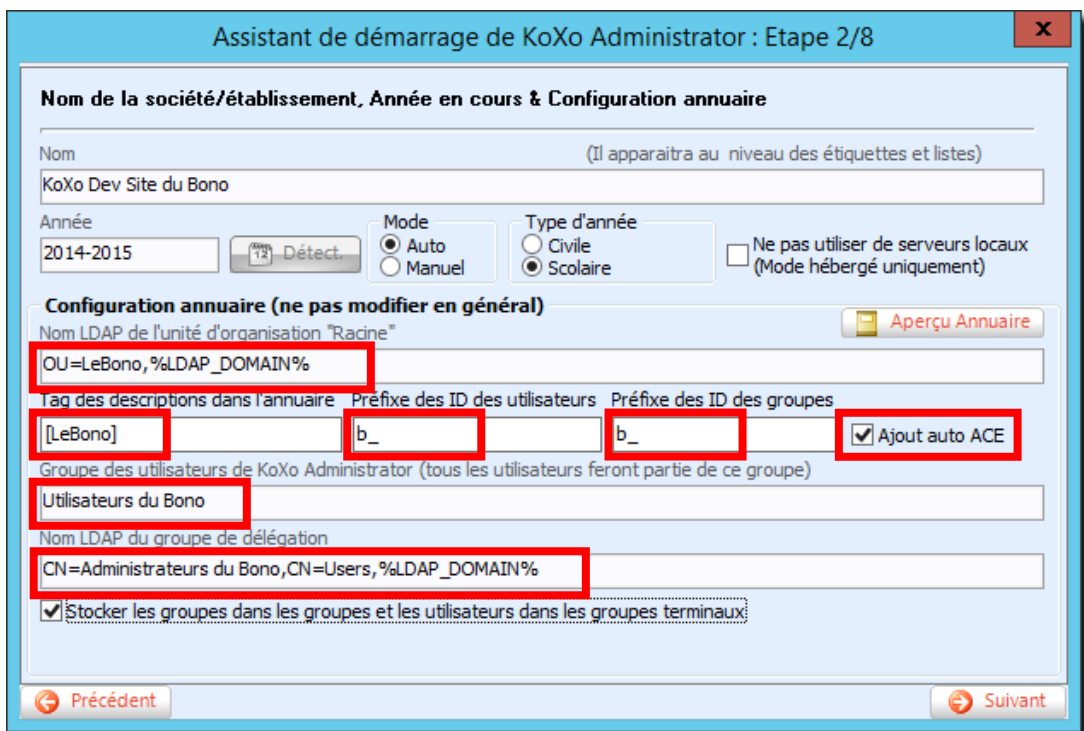 Assistant de démarrage de KoXo Administrator : Etape 2/8
x
Nom de la société/établissement, Année en cours & Configuration annuaire
Nom (Il apparaitra au niveau des étiquettes et listes)
KoXo Dev Site du Bono
Année Mode Type d'année
2014-2015 12 Détect. Auto Civile Ne pas utiliser de serveurs locaux
Manuel Scolaire (Mode hébergé uniquement)
Configuration annuaire (ne pas modifier en général)
Nom LDAP de l'unité d'organisation "Racine" Aperçu Annuaire
OU=LeBono,%LDAP_DOMAIN%
Tag des descriptions dans l'annuaire Préfixe des ID des utilisateurs Préfixe des ID des groupes
[LeBono] b_ b_ Ajout auto ACE
Groupe des utilisateurs de KoXo Administrator (tous les utilisateurs feront partie de ce groupe)
Utilisateurs du Bono
Nom LDAP du groupe de délégation
CN=Administrateurs du Bono,CN=Users,%LDAP_DOMAIN%
Stocker les groupes dans les groupes et les utilisateurs dans les groupes terminaux
Précédent Suivant